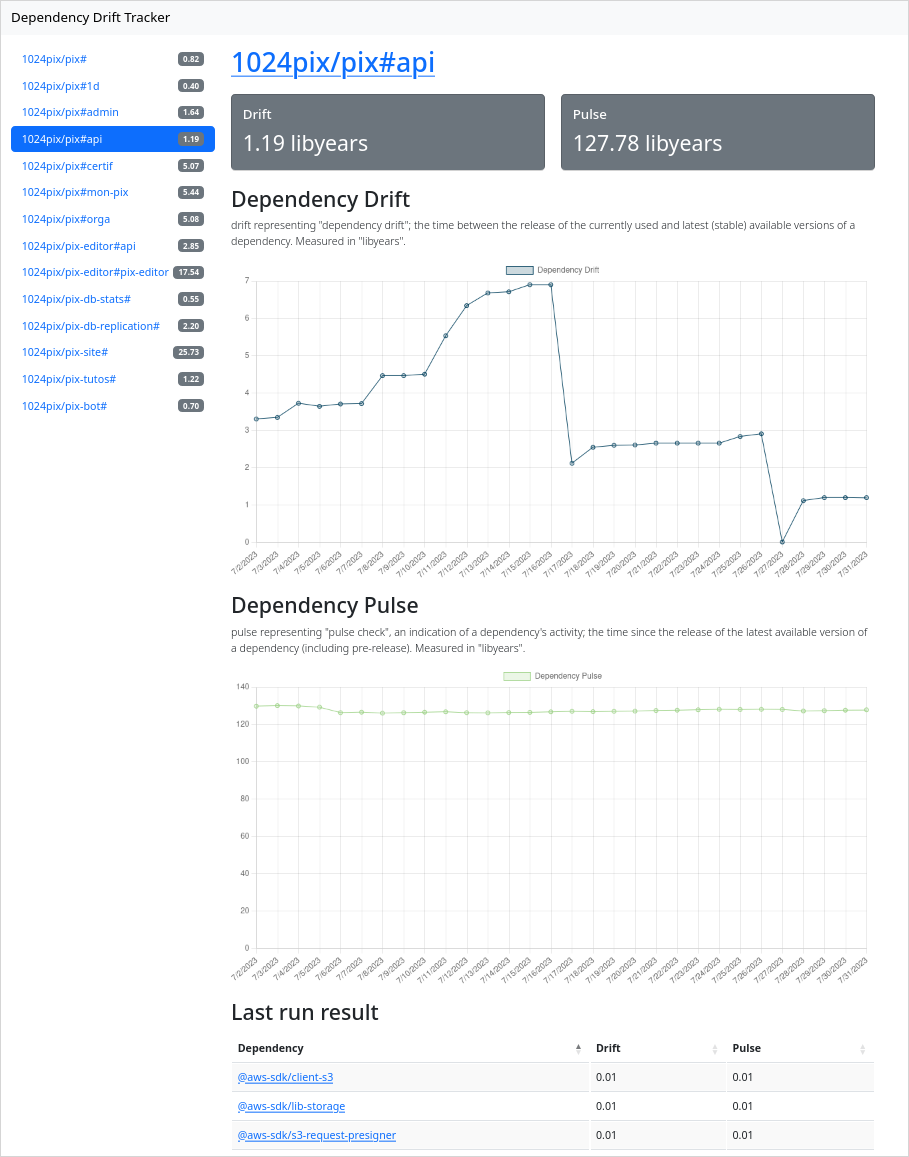 Dependency Drift Tracker
1024pix/pix# 0.82
1024pix/pix#1d 0.40
1024pix/pix#admin 1.64
1024pix/pix#api 1.19
1024pix/pix#certif 5.07
1024pix/pix#mon-pix 5.44
1024pix/pix#orga 5.08
1024pix/pix-editor#api 2.85
1024pix/pix-editor#pix-editor 17.54
1024pix/pix-db-stats# 0.55
1024pix/pix-db-replication# 2.20
1024pix/pix-site# 25.73
1024pix/pix-tutos# 1.22
1024pix/pix-bot# 0.70
1024pix/pix#api
Drift
1.19 libyears
Pulse
127.78 libyears
Dependency Drift
drift representing "dependency drift"; the time between the release of the currently used and latest (stable) available versions of a
dependency. Measured in "libyears".
Dependency Drift
7
6
5
4
3
2
1
0
7/2/2023 7/3/2023 7/4/2023 7/5/2023 7/6/2023 7/7/2023 7/8/2023 7/9/2023 7/10/2023 7/11/2023 7/12/2023 7/13/2023 7/14/2023 7/15/2023 7/16/2023 7/17/2023 7/18/2023 7/19/2023 7/20/2023 7/21/2023 7/22/2023 7/23/2023 7/24/2023 7/25/2023 7/26/2023 7/27/2023 7/28/2023 7/29/2023 7/30/2023 7/31/2023
Dependency Pulse
pulse representing "pulse check", an indication of a dependency's activity; the time since the release of the latest available version of
a dependency (including pre-release). Measured in "libyears".
Dependency Pulse
140
120
100
80
60
40
20
0
7/2/2023 7/3/2023 7/4/2023 7/5/2023 7/6/2023 7/7/2023 7/8/2023 7/9/2023 7/10/2023 7/11/2023 7/12/2023 7/13/2023 7/14/2023 7/15/2023 7/16/2023 7/17/2023 7/18/2023 7/19/2023 7/20/2023 7/21/2023 7/22/2023 7/23/2023 7/24/2023 7/25/2023 7/26/2023 7/27/2023 7/28/2023 7/29/2023 7/30/2023 7/31/2023
Last run result
Dependency Drift Pulse
@aws-sdk/client-s3 0.01 0.01
@aws-sdk/lib-storage 0.01 0.01
@aws-sdk/s3-request-presigner 0.01 0.01